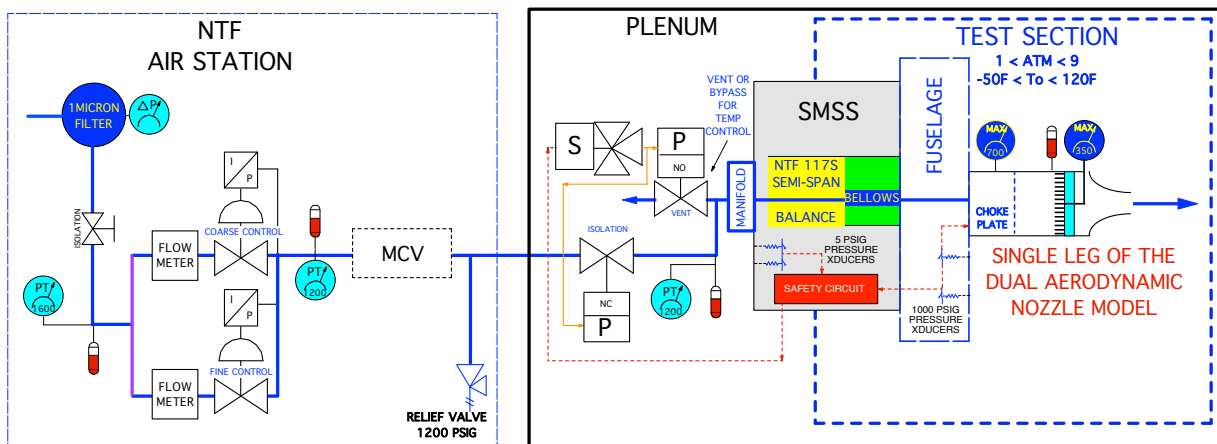 NTF
AIR STATION
1MICRON
FILTER
ΔP
ISOLATION
PT
1600
FLOW
METER
I
P
COARSE CONTROL
FLOW
METER
I
P
FINE CONTROL
PT
1200
MCV
RELIEF VALVE
1200 PSIG
PLENUM
S
P
NO
VENT
VENT OR
BYPASS
FOR
TEMP
CONTROL
ISOLATION
NC
P
PT
1200
MANIFOLD
SMSS
NTF 117S
SEMI-SPAN
BALANCE
BELLOWS
5 PSIG
PRESSURE
XDUCERS
SAFETY CIRCUIT
TEST SECTION
1 < ATM < 9
-50F < To < 120F
FUSELAGE
MAX
700
MAX
350
CHOKE
PLATE
1000 PSIG
PRESSURE
XDUCERS
SINGLE LEG OF THE
DUAL AERODYNAMIC
NOZZLE MODEL